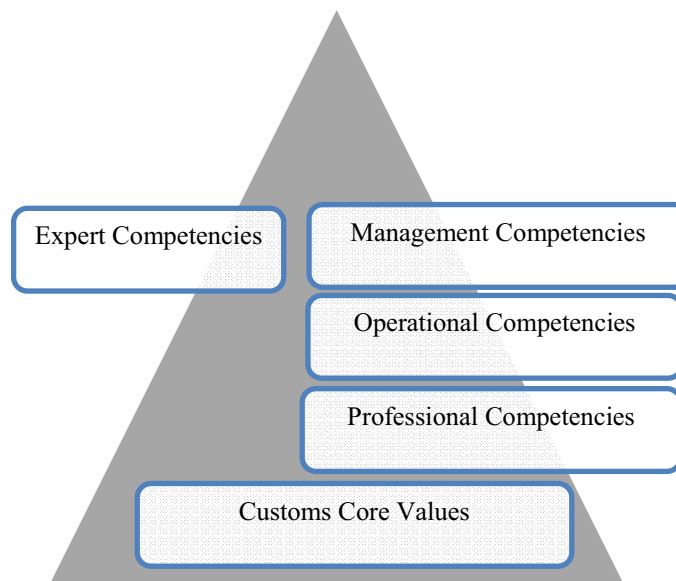 Expert Competencies
Management Competencies
Operational Competencies
Professional Competencies
Customs Core Values